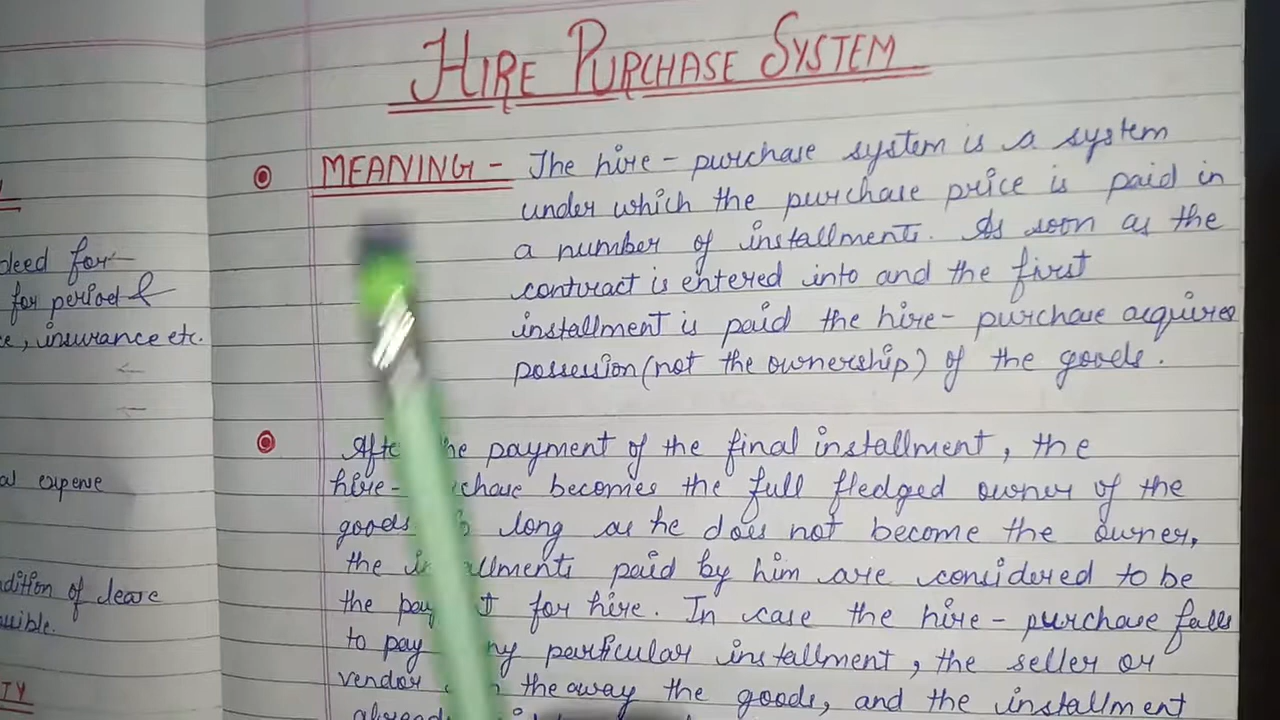 HIRE PURCHASE SYSTEM
MEANING - The hire - purchase system is a system
under which the purchase price is paid in
a number of installments. As soon as the
contract is entered into and the first
installment is paid the hire - purchase acquires
possession (not the ownership) of the goods.
After the payment of the final installment, the
hire- becomes the full fledged owner of the
goods. long as he does not become the owner,
the paid by him are considered to be
the for hire. In case the hire - purchase falls
to pay particular installment, the seller or
vendor the away the goods, and the installment
deed for
for period &
insurance etc.
expense
of lease